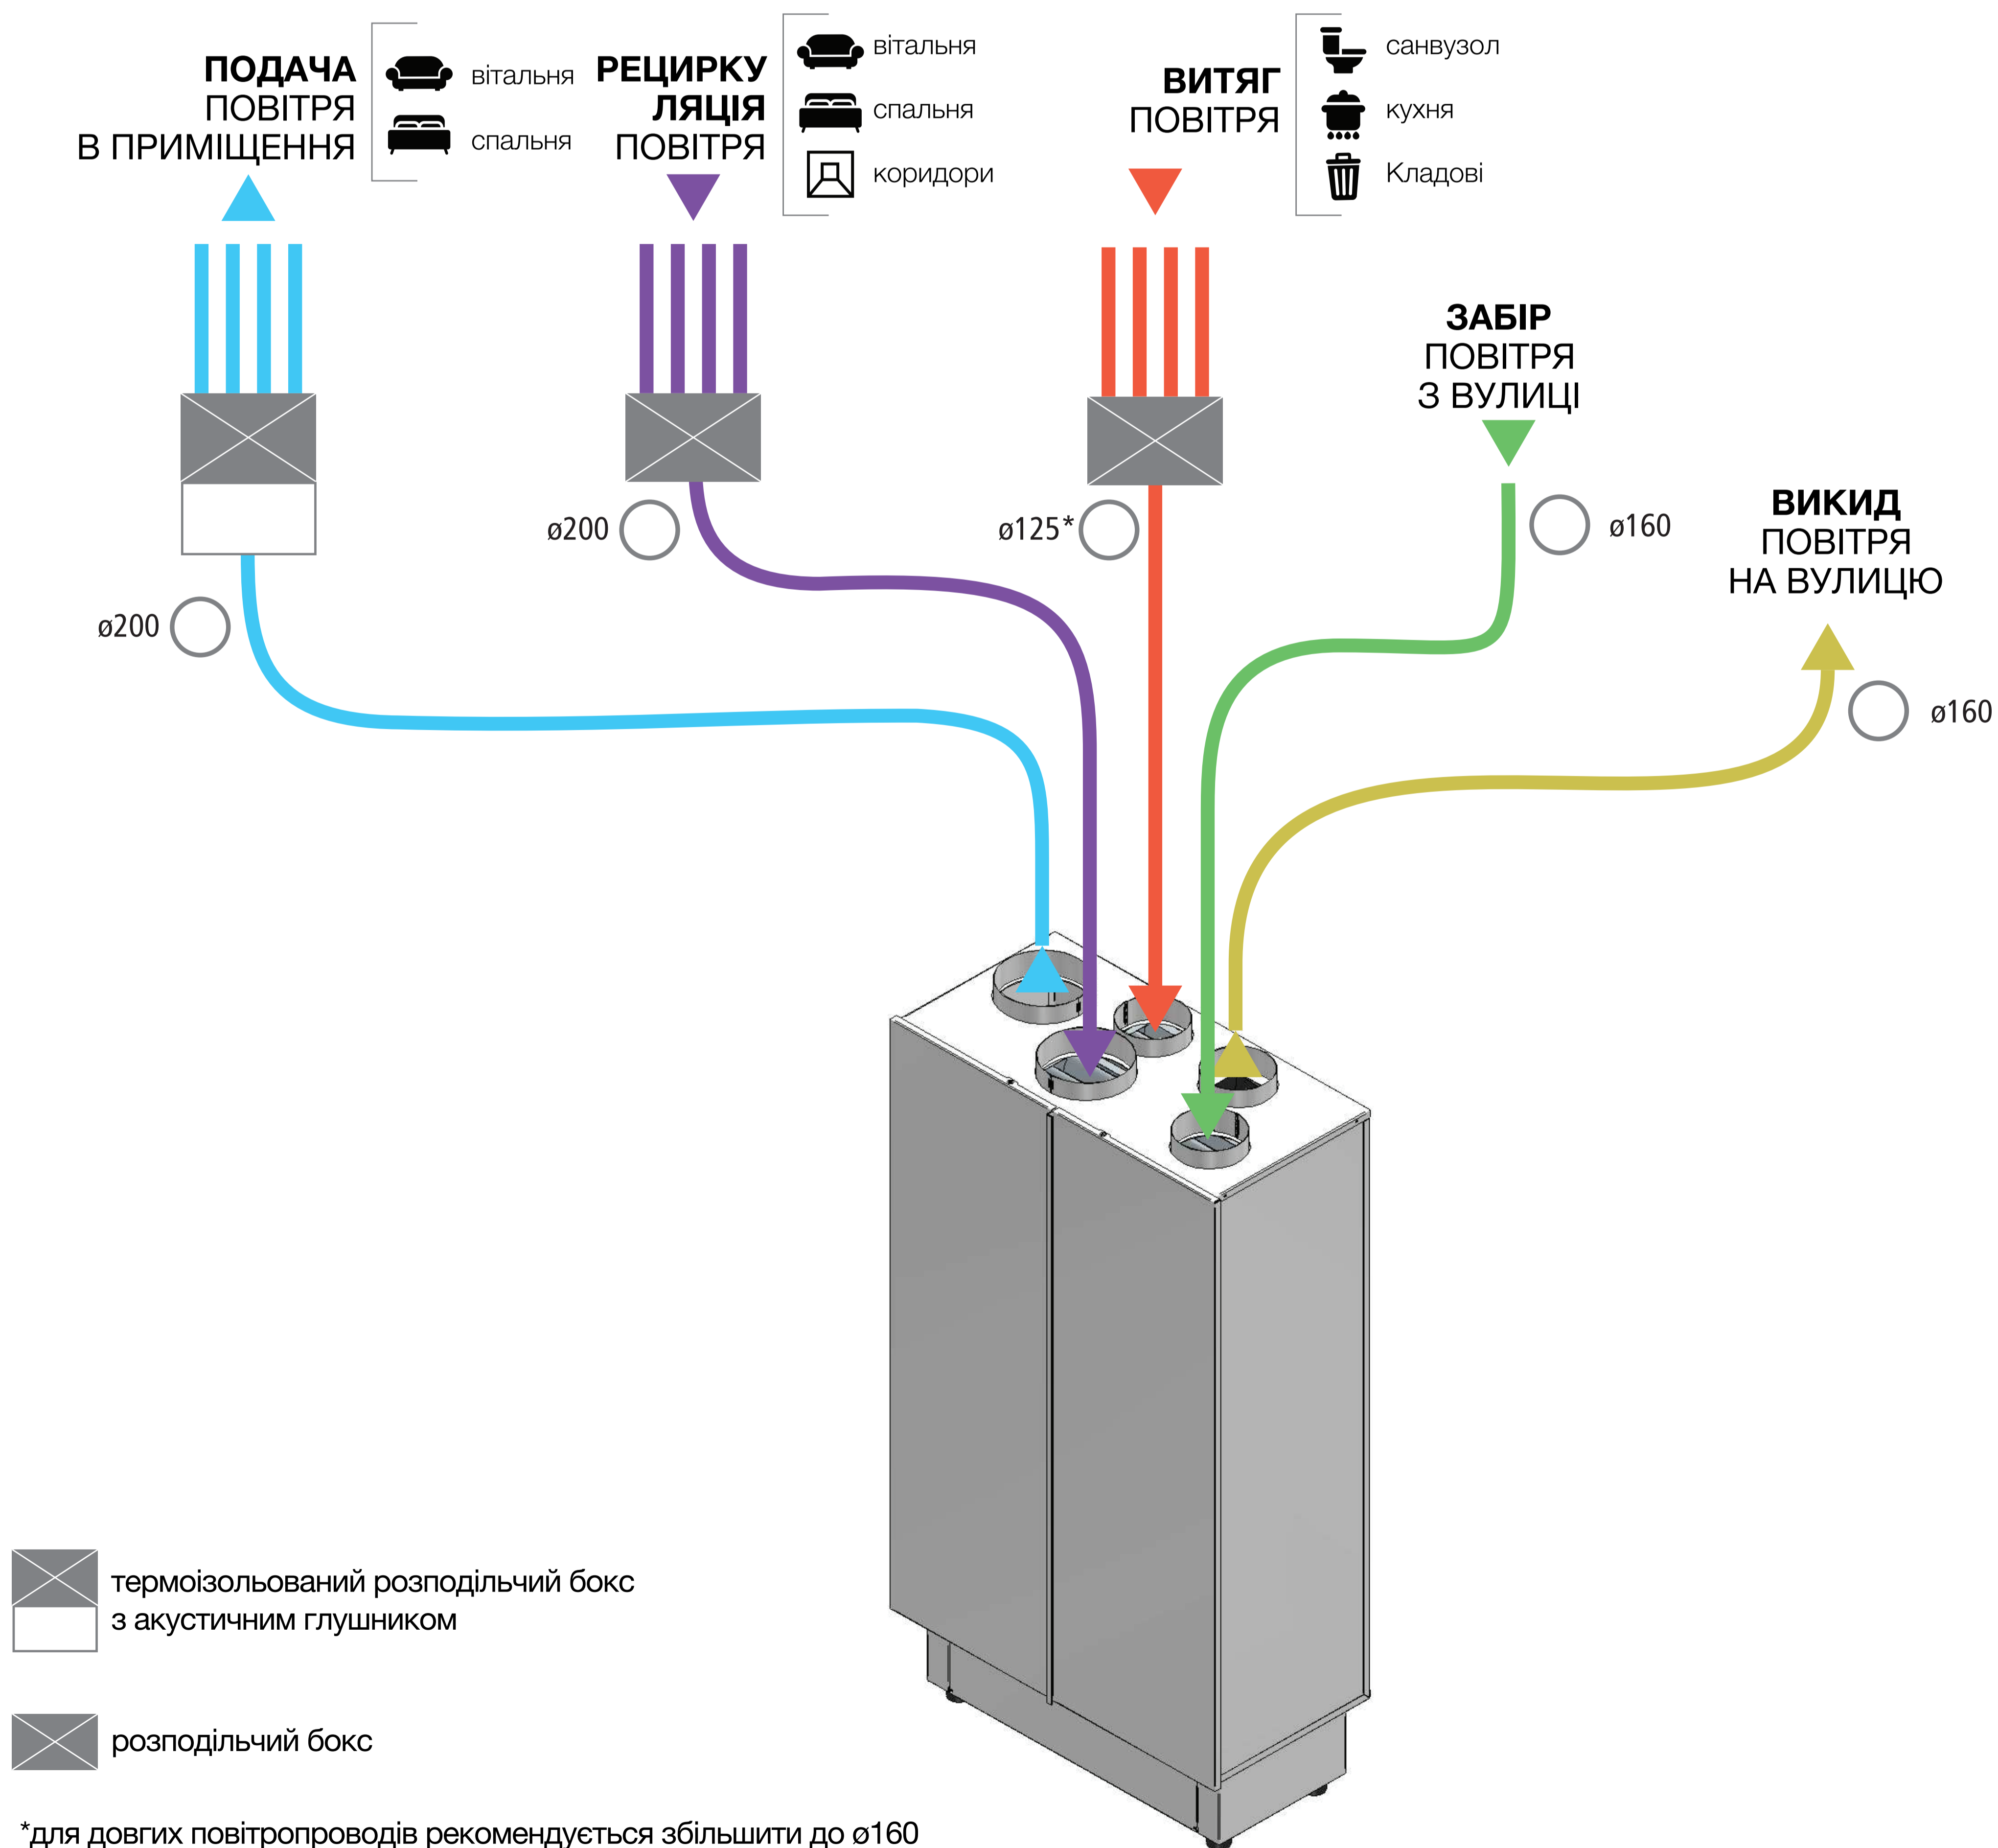 ПОДАЧА
ПОВІТРЯ
В ПРИМІЩЕННЯ
вітальня
спальня
РЕЦИРКУ
ЛЯЦІЯ
ПОВІТРЯ
вітальня
спальня
коридори
ВИТЯГ
ПОВІТРЯ
санвузол
кухня
Кладові
ЗАБІР
ПОВІТРЯ
З ВУЛИЦІ
ВИКИД
ПОВІТРЯ
НА ВУЛИЦЮ
ø200
ø200
ø125*
ø160
ø160
термоізольований розподільчий бокс
з акустичним глушником
розподільчий бокс
*для довгих повітропроводів рекомендується збільшити до ø160